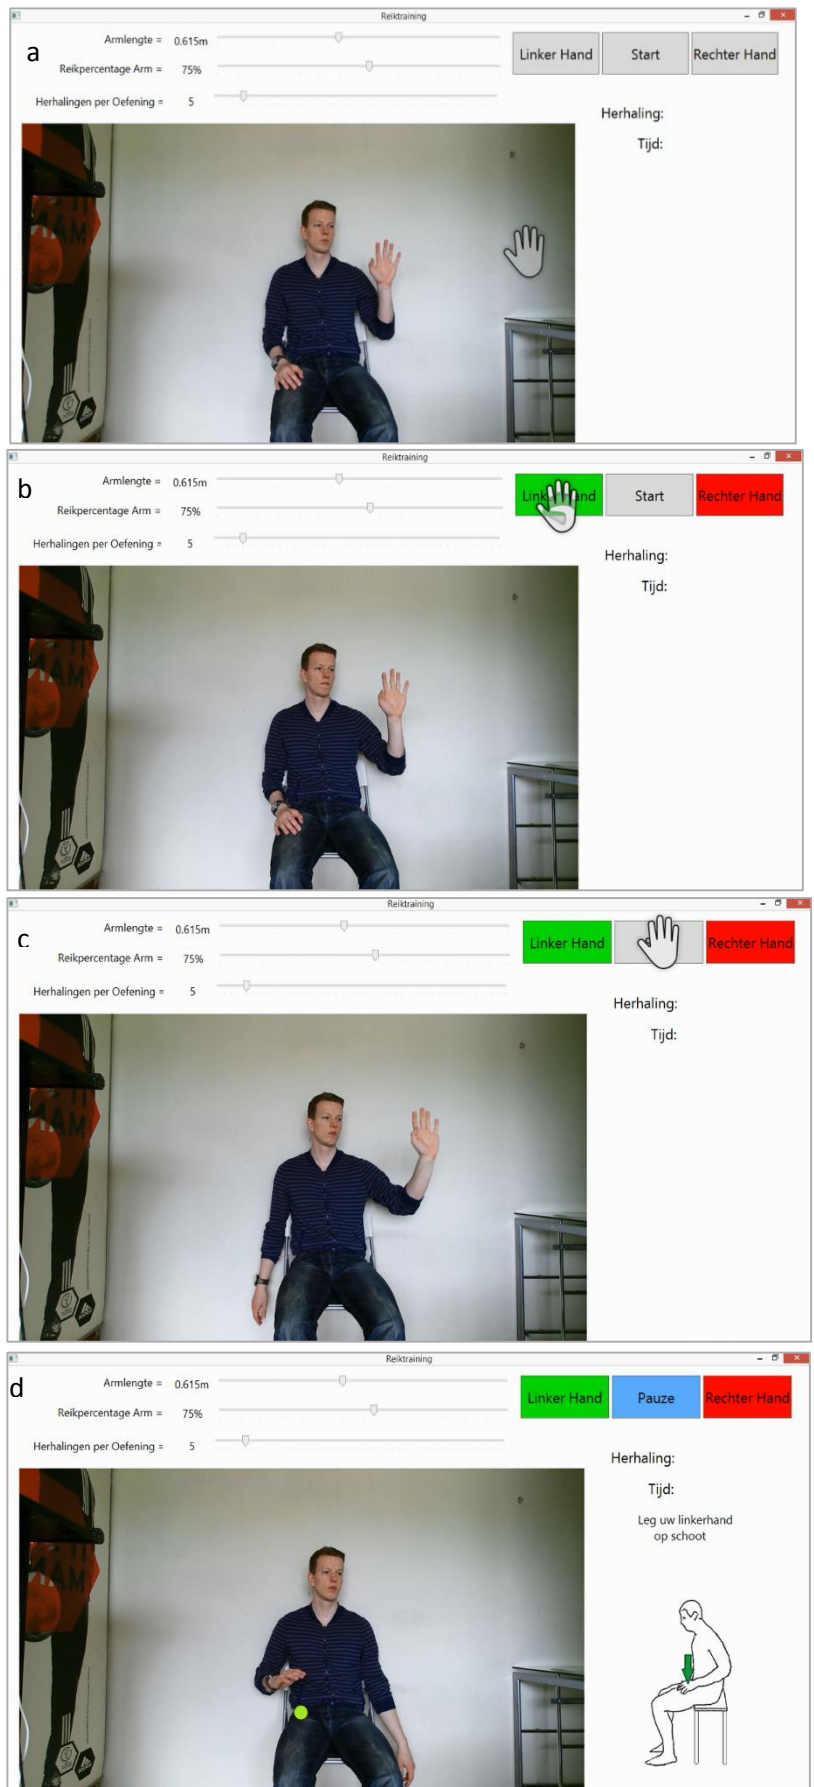 Reiktraining
a
Armlengte = 0.615m
Reikpercentage Arm = 75%
Herhalingen per Oefening = 5
Linker Hand Start Rechter Hand
Herhaling:
Tijd:
Reiktraining
b
Armlengte = 0.615m
Reikpercentage Arm = 75%
Herhalingen per Oefening = 5
Linker Hand Start Rechter Hand
Herhaling:
Tijd:
Reiktraining
c
Armlengte = 0.615m
Reikpercentage Arm = 75%
Herhalingen per Oefening = 5
Linker Hand Rechter Hand
Herhaling:
Tijd:
Reiktraining
d
Armlengte = 0.615m
Reikpercentage Arm = 75%
Herhalingen per Oefening = 5
Linker Hand Pauze Rechter Hand
Herhaling:
Tijd:
Leg uw linkerhand
op schoot